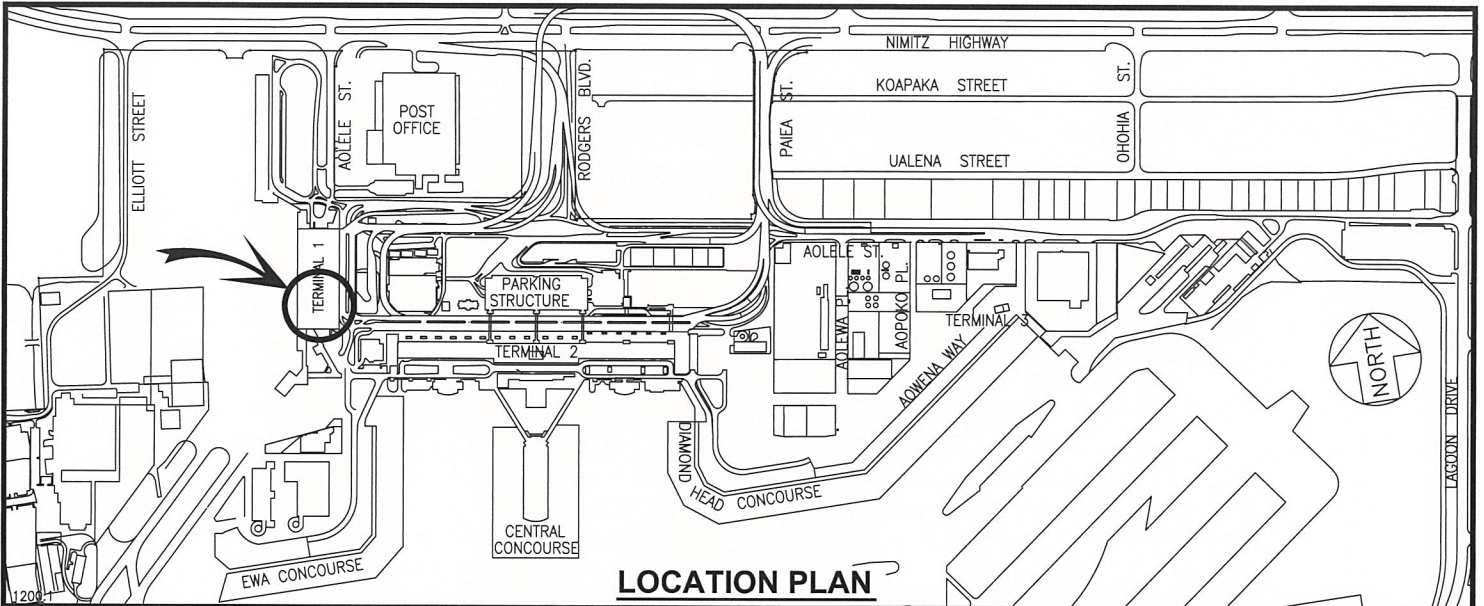 NIMITZ HIGHWAY
KOAPAKA STREET
UALENA STREET
ELLIOTT STREET
AOLELE ST.
POST
OFFICE
RODGERS BLVD.
PAIEA ST.
OHOHIA ST.
TERMINAL 1
PARKING
STRUCTURE
TERMINAL 2
AOLELE ST.
AOLEWA PL.
AOPOKO PL.
TERMINAL 3
AOWENA WAY
NORTH
LAGOON DRIVE
DIAMOND
HEAD CONCOURSE
CENTRAL
CONCOURSE
EWA CONCOURSE
LOCATION PLAN
1200:1